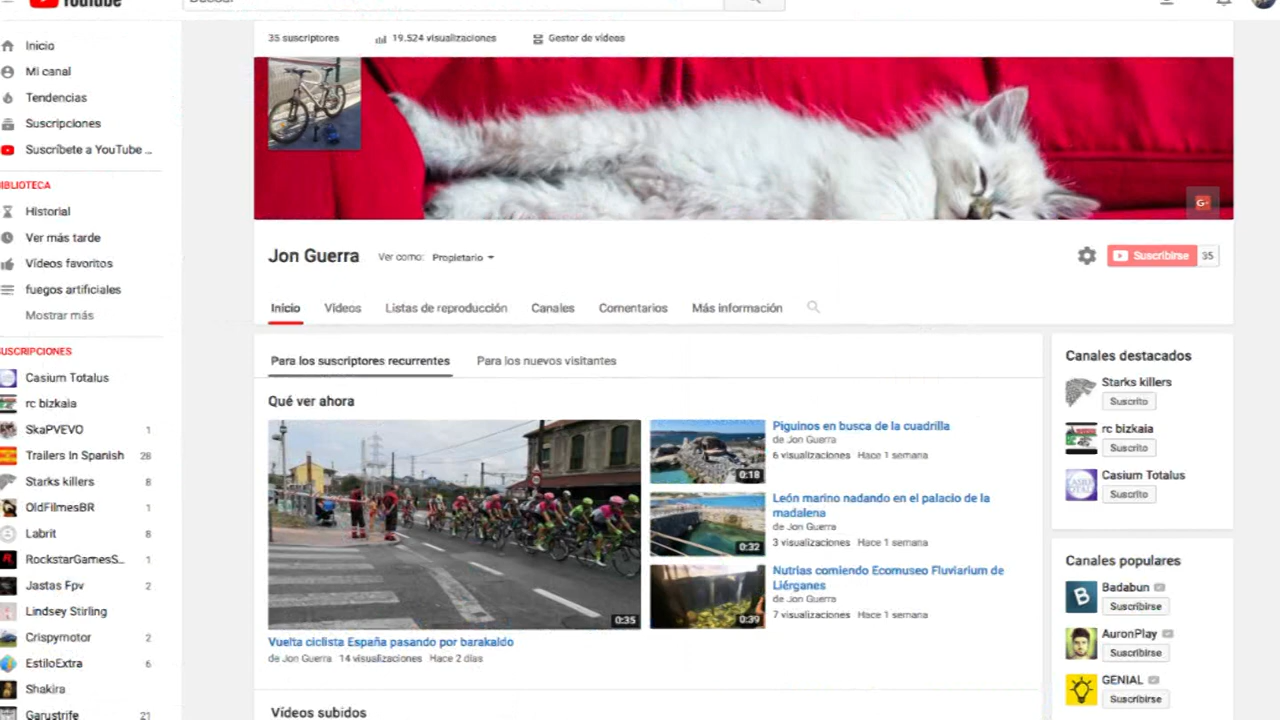 YouTube
Buscar
35 suscriptores
19.524 visualizaciones
Gestor de vídeos
Inicio
Mi canal
Tendencias
Suscripciones
Suscríbete a YouTube ...
BIBLIOTECA
Historial
Ver más tarde
Vídeos favoritos
fuegos artificiales
Mostrar más
SUSCRIPCIONES
Casium Totalus
rc bizkaia
SkaPVEVO 1
Trailers In Spanish 28
Starks killers 8
OldFilmesBR 1
Labrit 8
RockstarGamesS... 1
Jastas Fpv 1
Lindsey Stirling
Crispymotor 2
EstiloExtra 6
Shakira
Garustrife 21
G+
Jon Guerra
Ver como: Propietario
Suscribirse 35
Inicio Vídeos Listas de reproducción Canales Comentarios Más información
Para los suscriptores recurrentes Para los nuevos visitantes
Qué ver ahora
0:35
Vuelta ciclista España pasando por barakaldo
de Jon Guerra 14 visualizaciones Hace 2 días
0:18
Piguinos en busca de la cuadrilla
de Jon Guerra
6 visualizaciones Hace 1 semana
0:32
León marino nadando en el palacio de la
madalena
de Jon Guerra
3 visualizaciones Hace 1 semana
0:39
Nutrias comiendo Ecomuseo Fluviarium de
Liérganes
de Jon Guerra
7 visualizaciones Hace 1 semana
Vídeos subidos
Canales destacados
Starks killers
Suscrito
rc bizkaia
Suscrito
Casium Totalus
Suscrito
Canales populares
B
Badabun
Suscribirse
AuronPlay
Suscribirse
GENIAL
Suscribirse